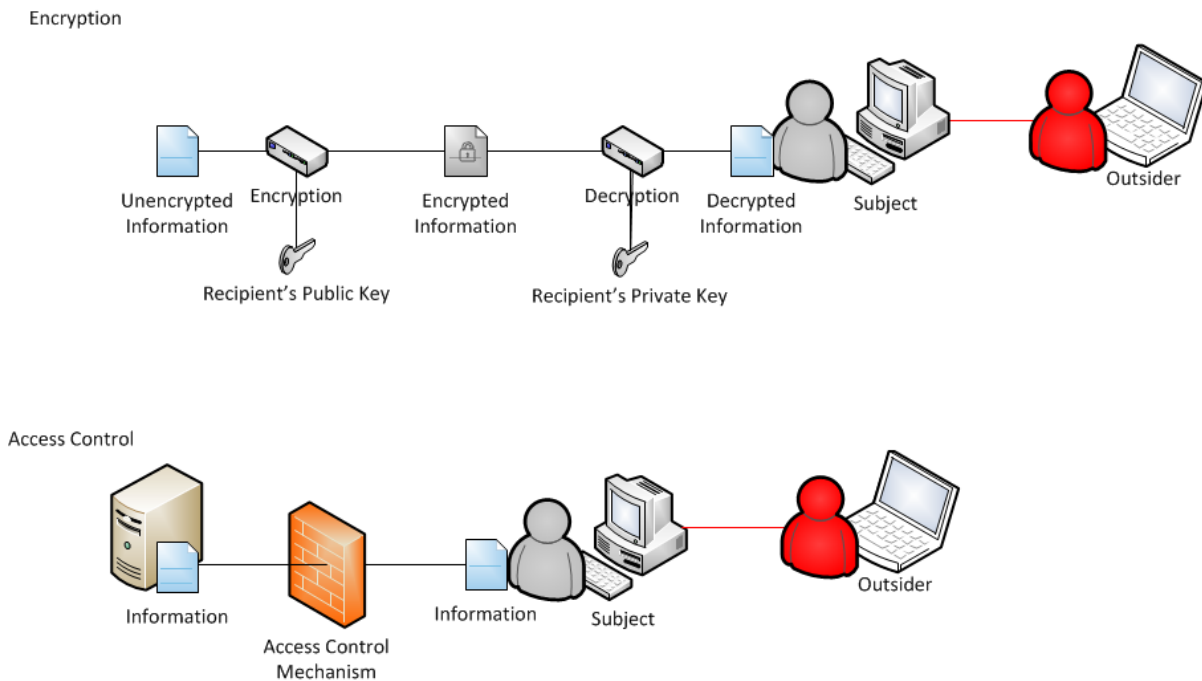 Encryption
Unencrypted
Information
Encryption
Encrypted
Information
Decryption
Decrypted
Information
Subject
Outsider
Recipient's Public Key
Recipient's Private Key
Access Control
Information
Access Control
Mechanism
Information
Subject
Outsider